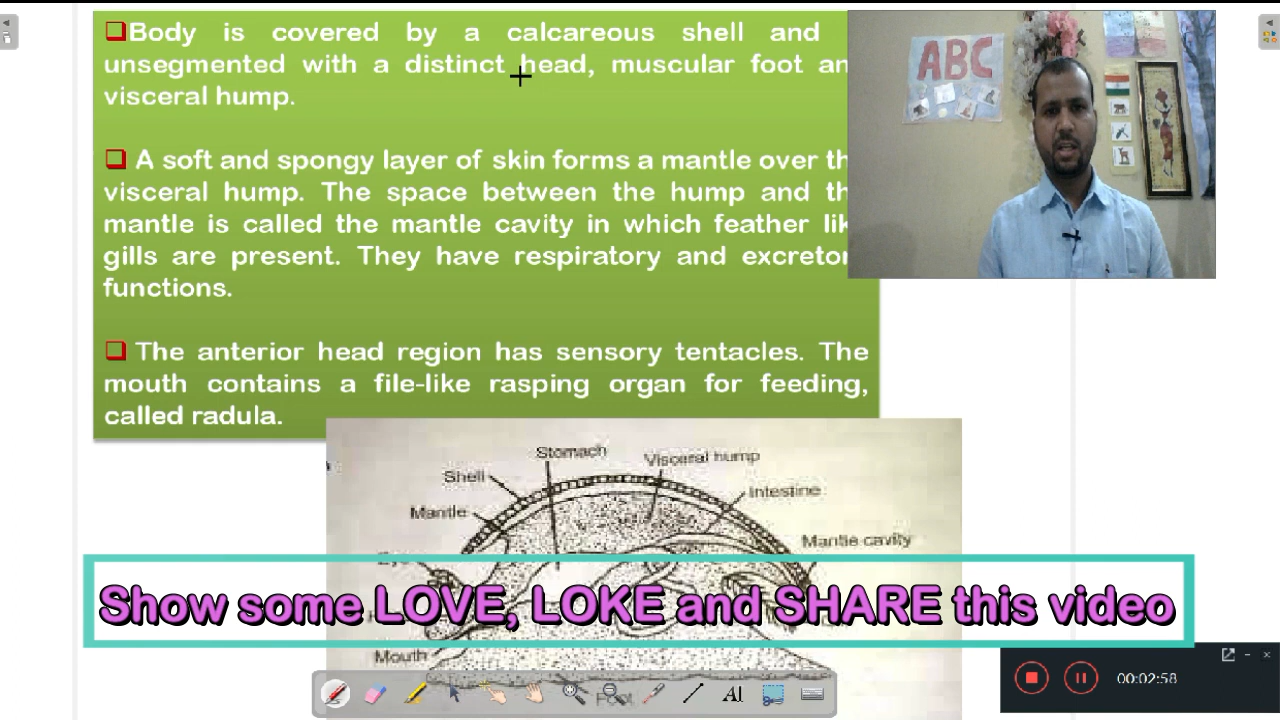 Body is covered by a calcareous shell and
unsegmented with a distinct head, muscular foot an
visceral hump.
A soft and spongy layer of skin forms a mantle over th
visceral hump. The space between the hump and th
mantle is called the mantle cavity in which feather lik
gills are present. They have respiratory and excretor
functions.
The anterior head region has sensory tentacles. The
mouth contains a file-like rasping organ for feeding,
called radula.
ABC
Stomach
Visceral hump
Shell
Intestine
Mantle
Mantle cavity
Show some LOVE, LOKE and SHARE this video
Mouth
Foot
AI
00:02:58